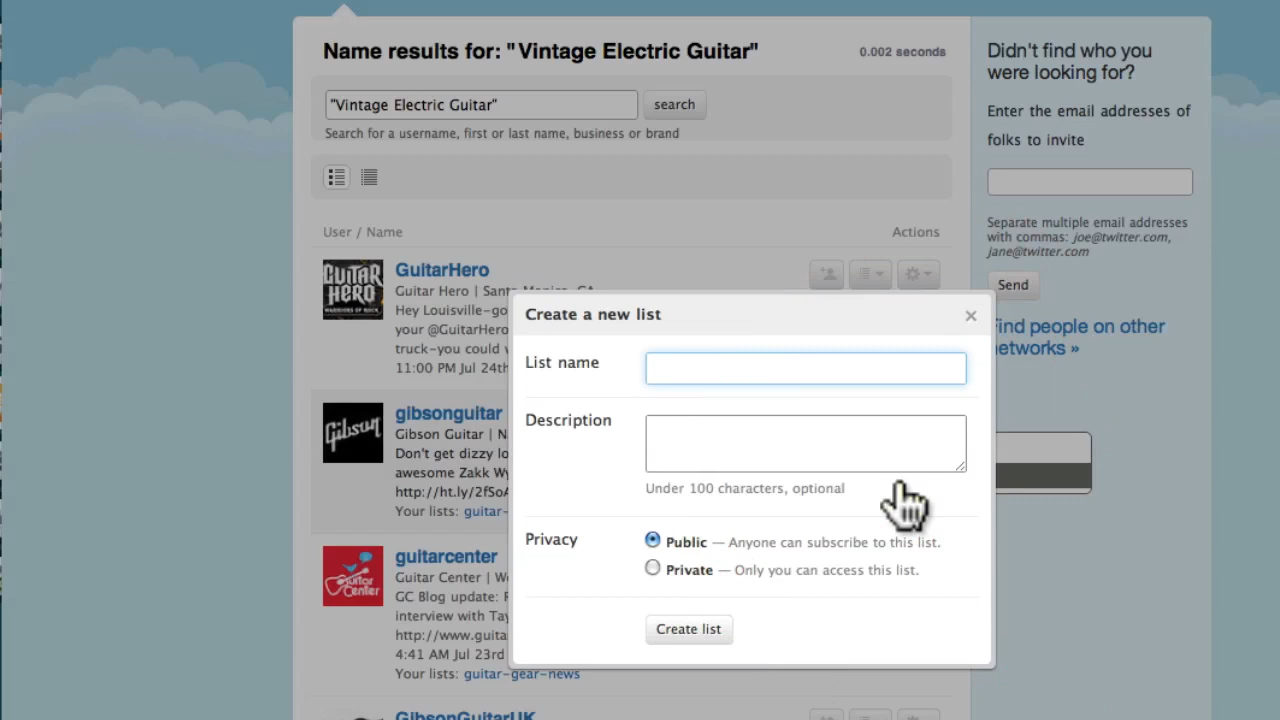 Name results for: "Vintage Electric Guitar"
0.002 seconds
"Vintage Electric Guitar"
search
Search for a username, first or last name, business or brand
User / Name
Actions
GUITAR HERO
GuitarHero
Guitar Hero | Santa Monica, CA
Hey Louisville-go
your @GuitarHero
truck-you could w
11:00 PM Jul 24th
Gibson
gibsonguitar
Gibson Guitar | N
Don't get dizzy lo
awesome Zakk Wy
http://ht.ly/2fSoA
Your lists: guitar-
Guitar Center
guitarcenter
Guitar Center | We
GC Blog update: F
interview with Tay
http://www.guita
4:41 AM Jul 23rd
Your lists: guitar-gear-news
GibsonGuitarUK
Create a new list
List name
Description
Under 100 characters, optional
Privacy
Public — Anyone can subscribe to this list.
Private — Only you can access this list.
Create list
Didn't find who you
were looking for?
Enter the email addresses of
folks to invite
Separate multiple email addresses
with commas: joe@twitter.com,
jane@twitter.com
Send
Find people on other
networks »